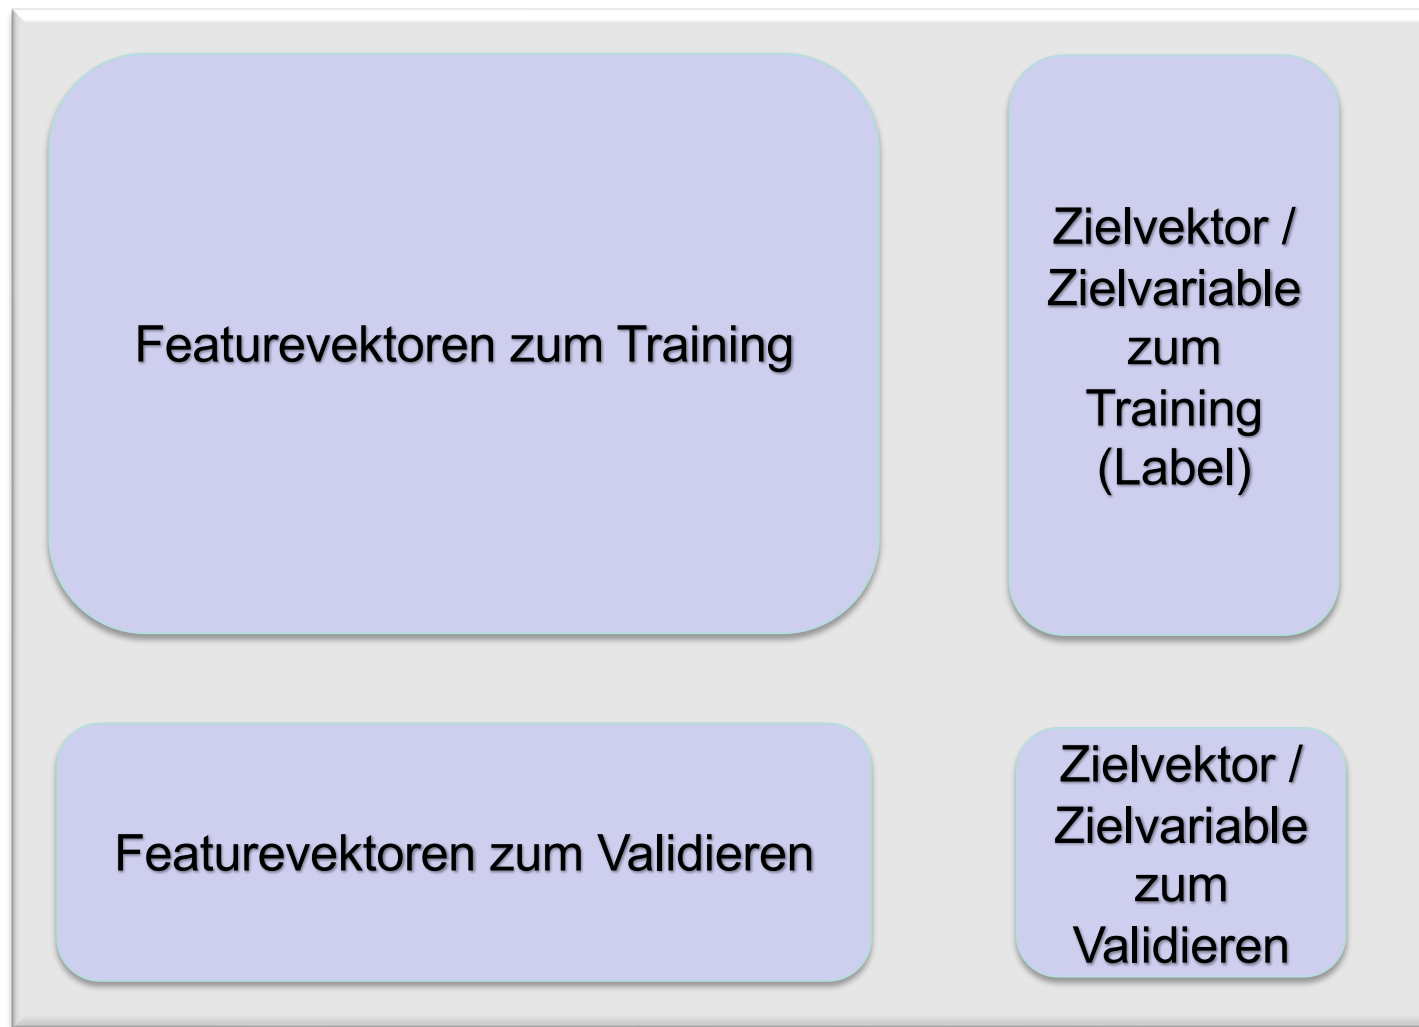 Featurevektoren zum Training
Zielvektor /
Zielvariable
zum
Training
(Label)
Featurevektoren zum Validieren
Zielvektor /
Zielvariable
zum
Validieren